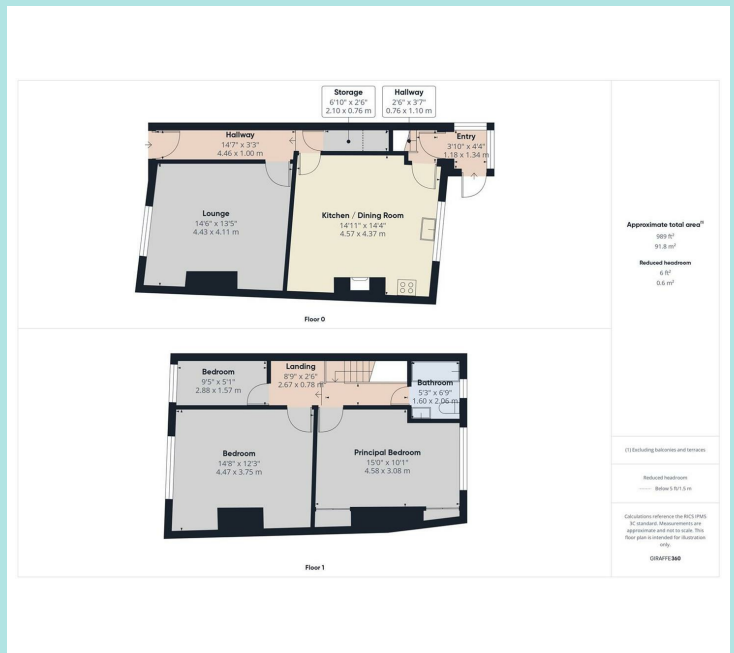 Storage
6'10" x 2'6"
2.10 x 0.76 m
Hallway
2'6" x 3'7"
0.76 x 1.10 m
Hallway
14'7" x 3'3"
4.46 x 1.00 m
Entry
3'10" x 4'4"
1.18 x 1.34 m
Lounge
14'6" x 13'5"
4.43 x 4.11 m
Kitchen / Dining Room
14'11" x 14'4"
4.57 x 4.37 m
Floor 0
Bedroom
9'5" x 5'1"
2.88 x 1.57 m
Landing
8'9" x 2'6"
2.67 x 0.78 m
Bathroom
5'3" x 6'9"
1.60 x 2.06 m
Bedroom
14'8" x 12'3"
4.47 x 3.75 m
Principal Bedroom
15'0" x 10'1"
4.58 x 3.08 m
Floor 1
Approximate total area⁽¹⁾
989 ft²
91.8 m²
Reduced headroom
6 ft²
0.6 m²
(1) Excluding balconies and terraces
Reduced headroom
Below 5 ft/1.5 m
Calculations reference the RICS IPMS
3C standard. Measurements are
approximate and not to scale. This
floor plan is intended for illustration
only.
GIRAFFE360